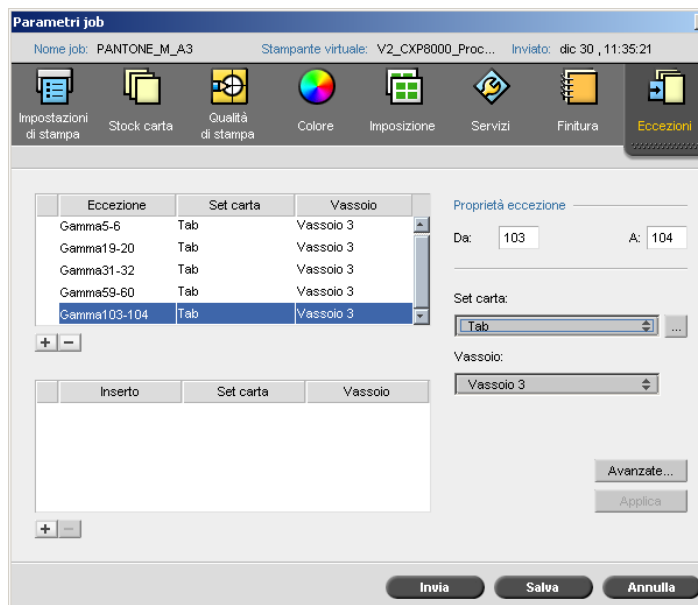 Parametri job
Nome job: PANTONE_M_A3 Stampante virtuale: V2_CXP8000_Proc... Inviato: dic 30 , 11:35:21
Impostazioni di stampa
Stock carta
Qualità di stampa
Colore
Imposizione
Servizi
Finitura
Eccezioni
Eccezione Set carta Vassoio
Gamma5-6 Tab Vassoio 3
Gamma19-20 Tab Vassoio 3
Gamma31-32 Tab Vassoio 3
Gamma59-60 Tab Vassoio 3
Gamma103-104 Tab Vassoio 3
+ −
Inserto Set carta Vassoio
+ −
Proprietà eccezione
Da: 103 A: 104
Set carta:
Tab ...
Vassoio:
Vassoio 3
Avanzate...
Applica
Invia Salva Annulla